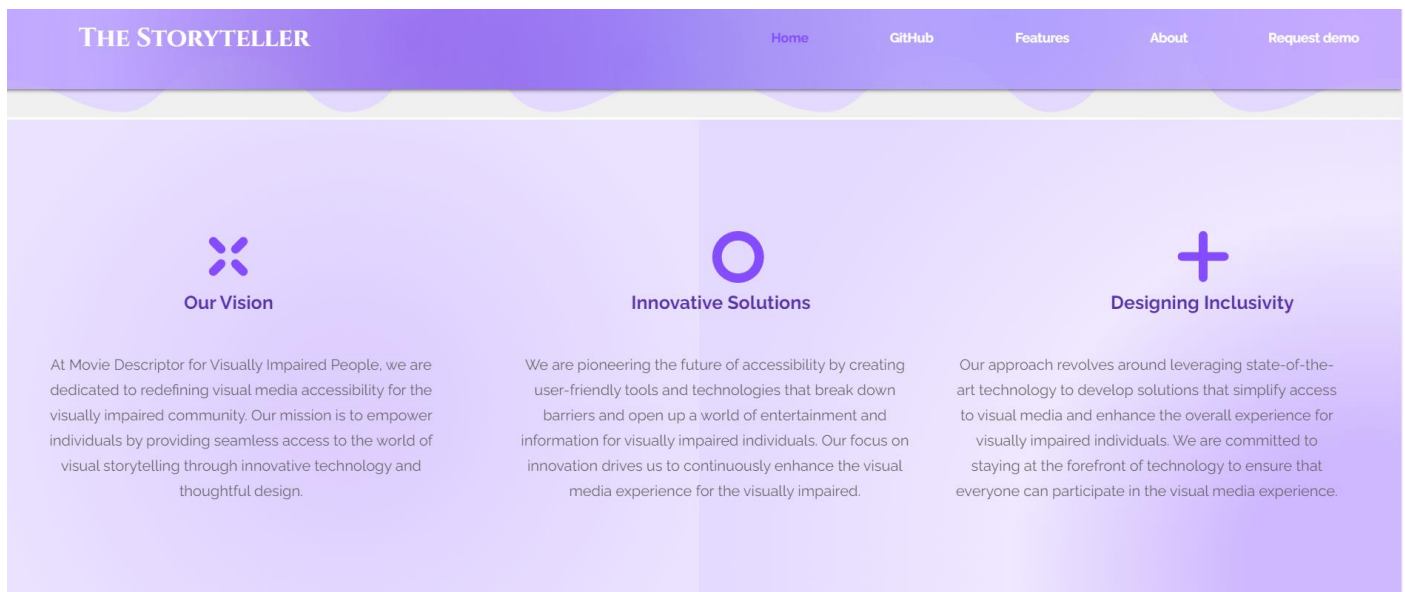 The Storyteller
Home GitHub Features About Request demo
Our Vision
At Movie Descriptor for Visually Impaired People, we are
dedicated to redefining visual media accessibility for the
visually impaired community. Our mission is to empower
individuals by providing seamless access to the world of
visual storytelling through innovative technology and
thoughtful design.
Innovative Solutions
We are pioneering the future of accessibility by creating
user-friendly tools and technologies that break down
barriers and open up a world of entertainment and
information for visually impaired individuals. Our focus on
innovation drives us to continuously enhance the visual
media experience for the visually impaired.
Designing Inclusivity
Our approach revolves around leveraging state-of-the-
art technology to develop solutions that simplify access
to visual media and enhance the overall experience for
visually impaired individuals. We are committed to
staying at the forefront of technology to ensure that
everyone can participate in the visual media experience.